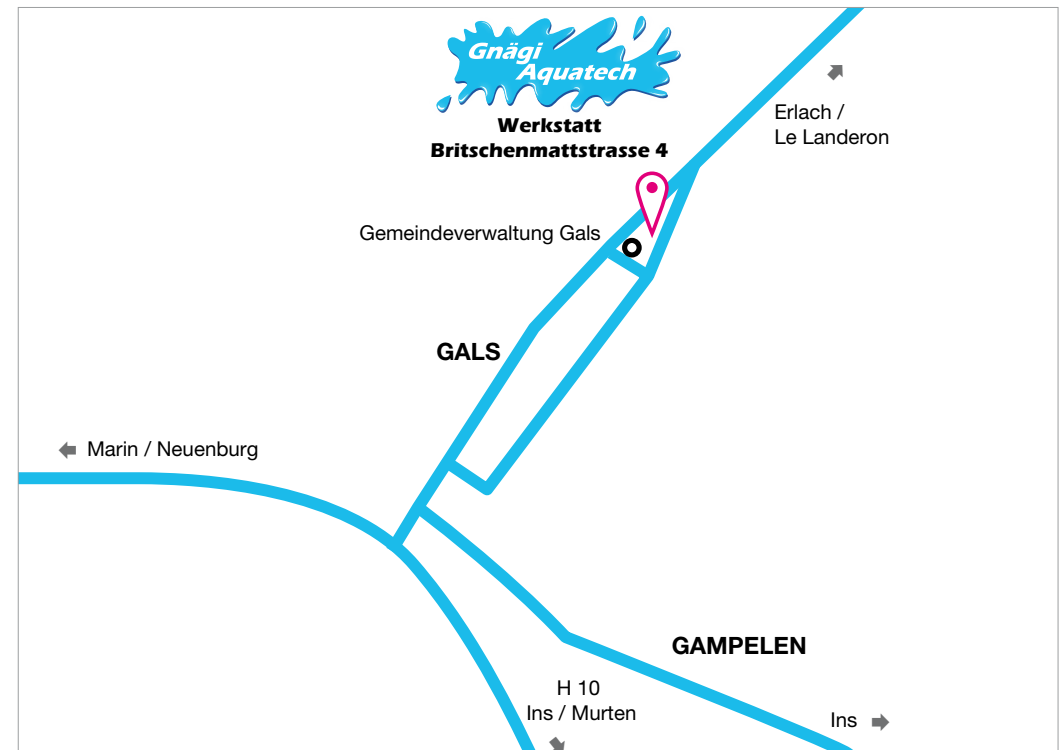 Gnägi
Aquatech
Werkstatt
Britschenmattstrasse 4
Erlach /
Le Landeron
Gemeindeverwaltung Gals
GALS
Marin / Neuenburg
GAMPELEN
H 10
Ins / Murten
Ins